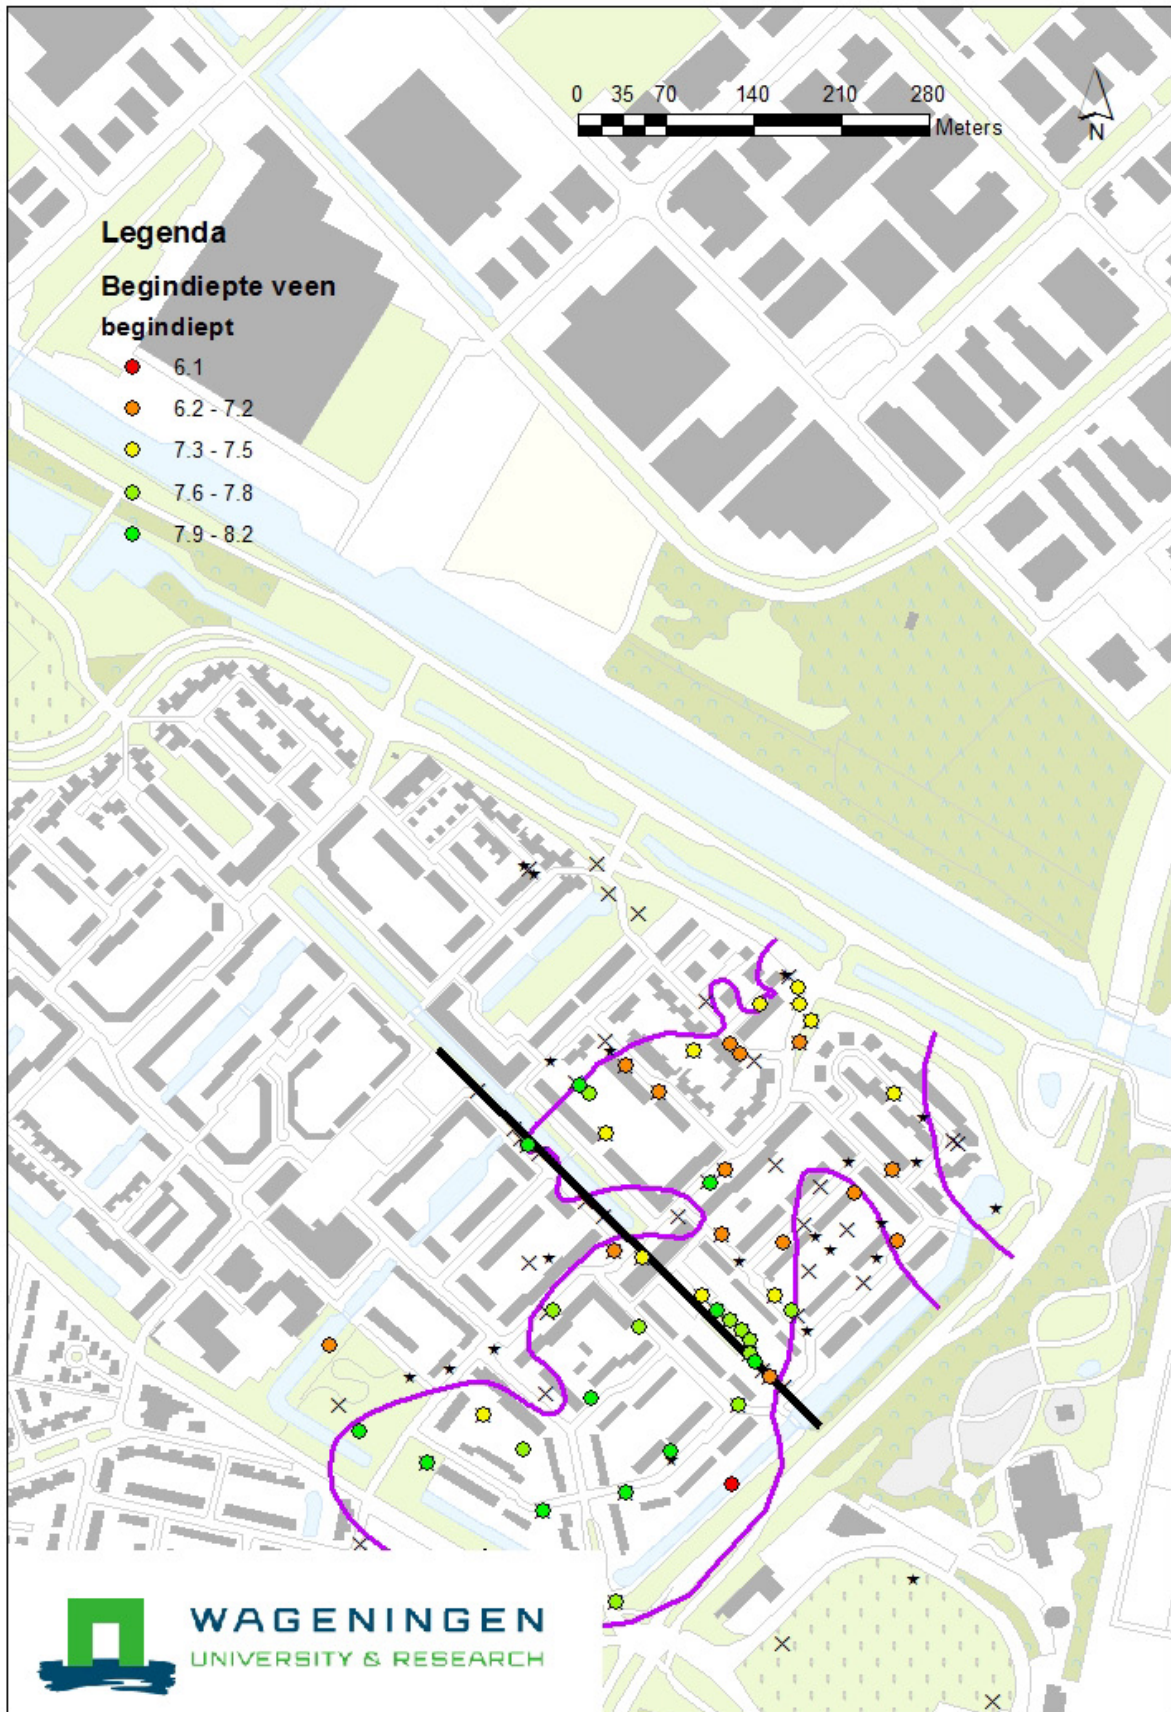 0 35 70 140 210 280
Meters
N
Legenda
Begindiepte veen
begindiept
6.1
6.2 - 7.2
7.3 - 7.5
7.6 - 7.8
7.9 - 8.2
WAGENINGEN
UNIVERSITY & RESEARCH